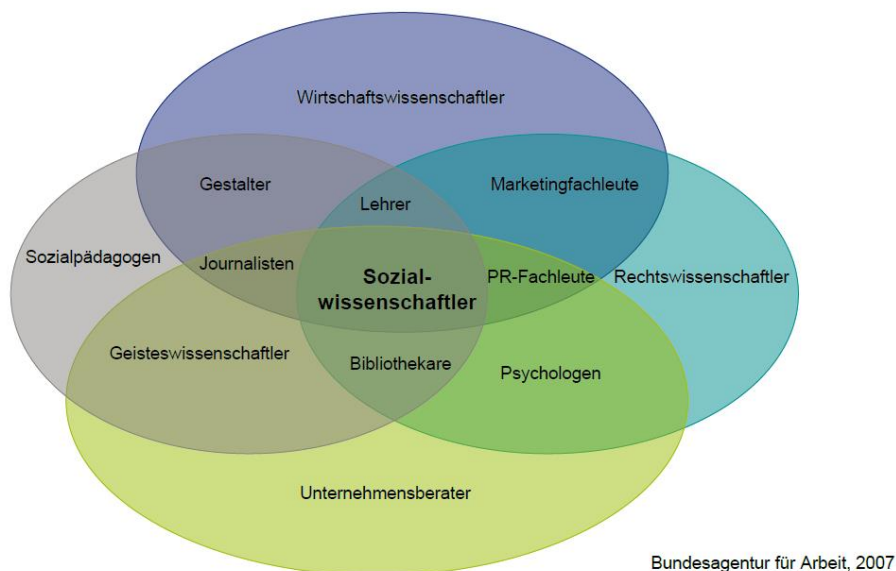 Wirtschaftswissenschaftler
Gestalter
Marketingfachleute
Lehrer
Sozialpädagogen
Journalisten
Sozial-
wissenschaftler
PR-Fachleute
Rechtswissenschaftler
Geisteswissenschaftler
Bibliothekare
Psychologen
Unternehmensberater
Bundesagentur für Arbeit, 2007